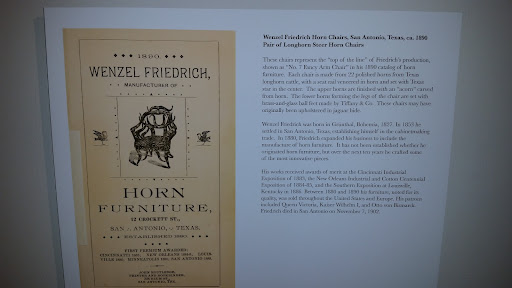 1890
WENZEL FRIEDRICH,
MANUFACTURER OF
HORN
FURNITURE,
12 CROCKETT ST.,
SAN ANTONIO, TEXAS,
ESTABLISHED 1880.
FIRST PREMIUM AWARDED:
Wenzel Friedrich Horn Chairs, San Antonio, Texas, ca. 1890
Pair of Longhorn Steer Horn Chairs
These chairs represent the "top of the line" of Friedrich's production,
shown as "No. 7 Fancy Arm Chair" in his 1890 catalog of horn
furniture. Each chair is made from 22 polished horns from Texas
longhorn cattle, with a seat rail veneered in horn and set with Texas
star in the center. The upper horns are finished with an "acorn" carved
from horn. The lower horns forming the legs of the chair are set with
brass-and-glass ball feet made by Tiffany & Co. These chairs may have
originally been upholstered in jaguar hide.
Wenzel Friedrich was born in Bohemia, 1827. In 1853 he
settled in San Antonio, Texas, establishing himself in the cabinetmaking
trade. In 1880, Friedrich expanded his business to include the
manufacture of horn furniture. It has not been established whether he
originated horn furniture, but over the next ten years he crafted some
of the most innovative pieces.
His works received awards of merit at the Cincinnati Industrial
Exposition of 1883, the New Orleans Industrial and Cotton Centennial
Exposition of 1884-85, and the Southern Exposition at Louisville,
Kentucky in 1886. Between 1880 and 1890 his furniture, noted for its
quality, was sold throughout the United States and Europe. His patrons
included Queen Victoria, Kaiser Wilhelm I, and Otto von Bismarck.
Friedrich died in San Antonio on November 1, 1902.